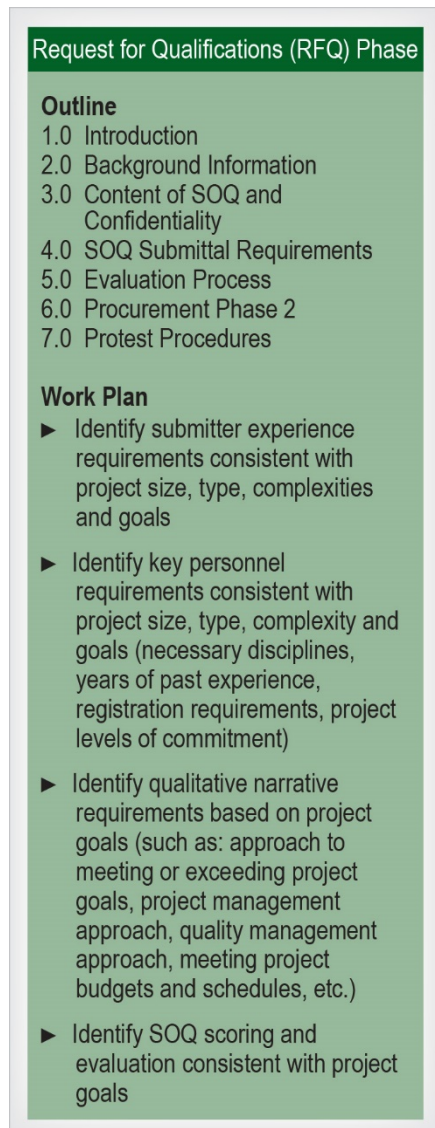 Request for Qualifications (RFQ) Phase
Outline
1.0 Introduction
2.0 Background Information
3.0 Content of SOQ and
Confidentiality
4.0 SOQ Submittal Requirements
5.0 Evaluation Process
6.0 Procurement Phase 2
7.0 Protest Procedures
Work Plan
► Identify submitter experience
requirements consistent with
project size, type, complexities
and goals
► Identify key personnel
requirements consistent with
project size, type, complexity and
goals (necessary disciplines,
years of past experience,
registration requirements, project
levels of commitment)
► Identify qualitative narrative
requirements based on project
goals (such as: approach to
meeting or exceeding project
goals, project management
approach, quality management
approach, meeting project
budgets and schedules, etc.)
► Identify SOQ scoring and
evaluation consistent with project
goals